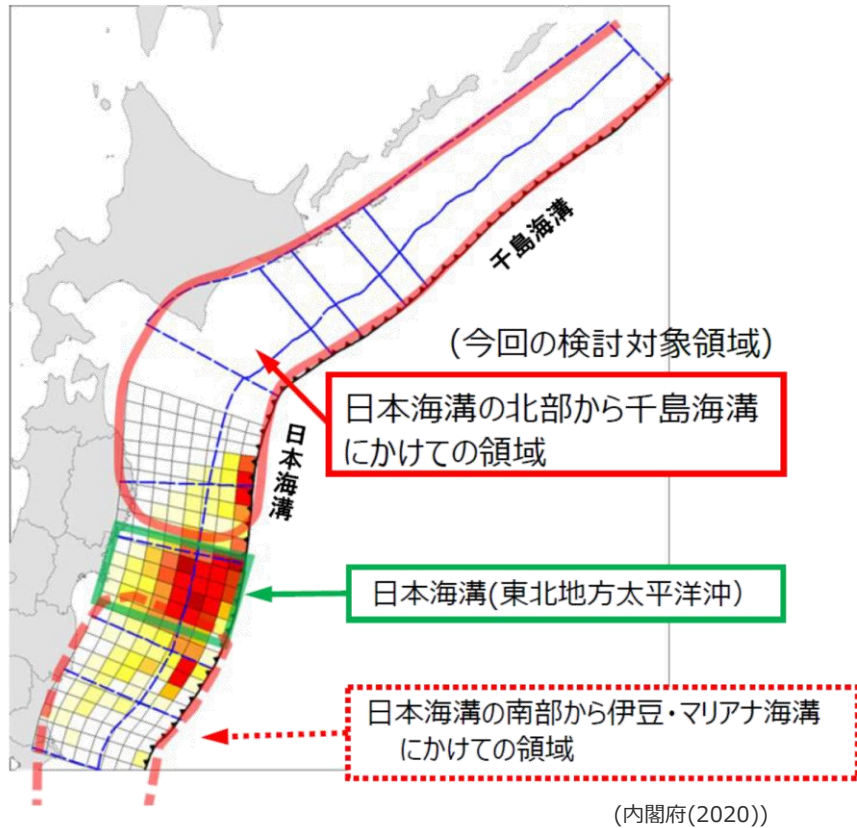 千島海溝
(今回の検討対象領域)
日本海溝の北部から千島海溝
にかけての領域
日本海溝
日本海溝(東北地方太平洋沖)
日本海溝の南部から伊豆・マリアナ海溝
にかけての領域
(内閣府(2020))